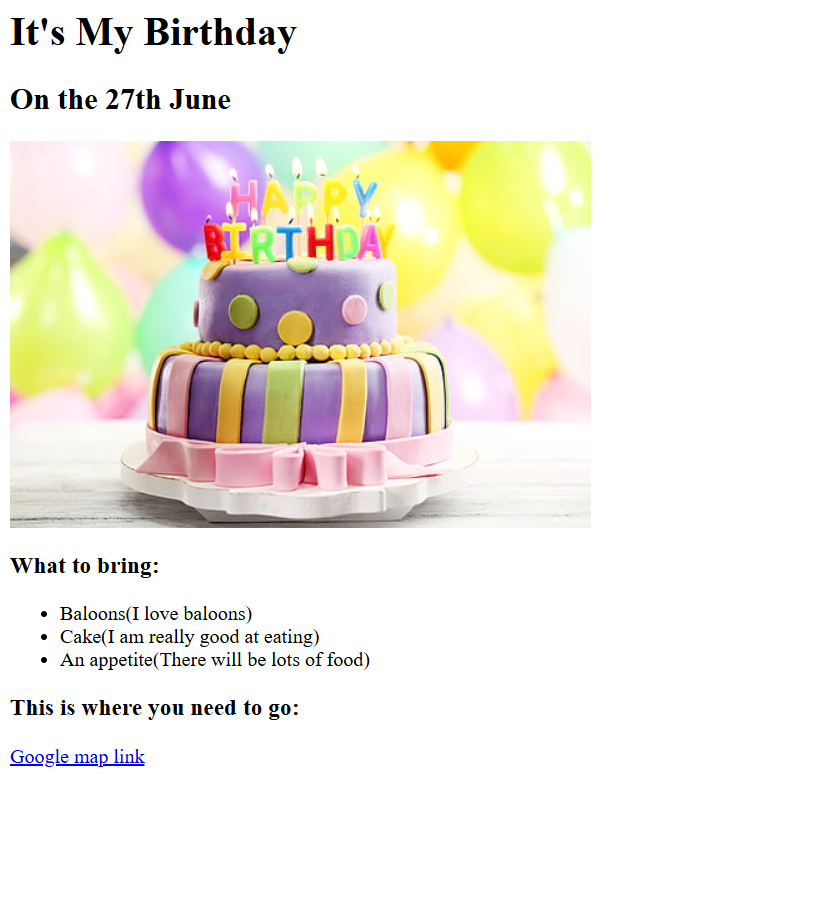 It's My Birthday
On the 27th June
HAPPY
BIRTHDAY
What to bring:
Baloons(I love baloons)
Cake(I am really good at eating)
An appetite(There will be lots of food)
This is where you need to go:
Google map link